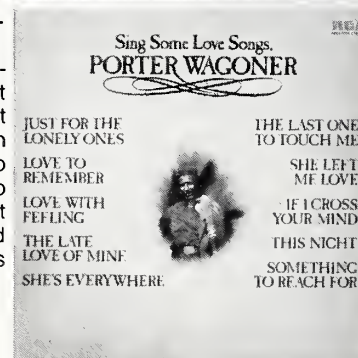 RCA
Sing Some Love Songs,
PORTER WAGONER
JUST FOR THE
LONELY ONES
LOVE TO
REMEMBER
LOVE WITH
FEELING
THE LATE
LOVE OF MINE
SHE'S EVERYWHERE
THE LAST ONE
TO TOUCH ME
SHE LEFT
ME LOVE
IF I CROSS
YOUR MIND
THIS NIGHT
SOMETHING
TO REACH FOR